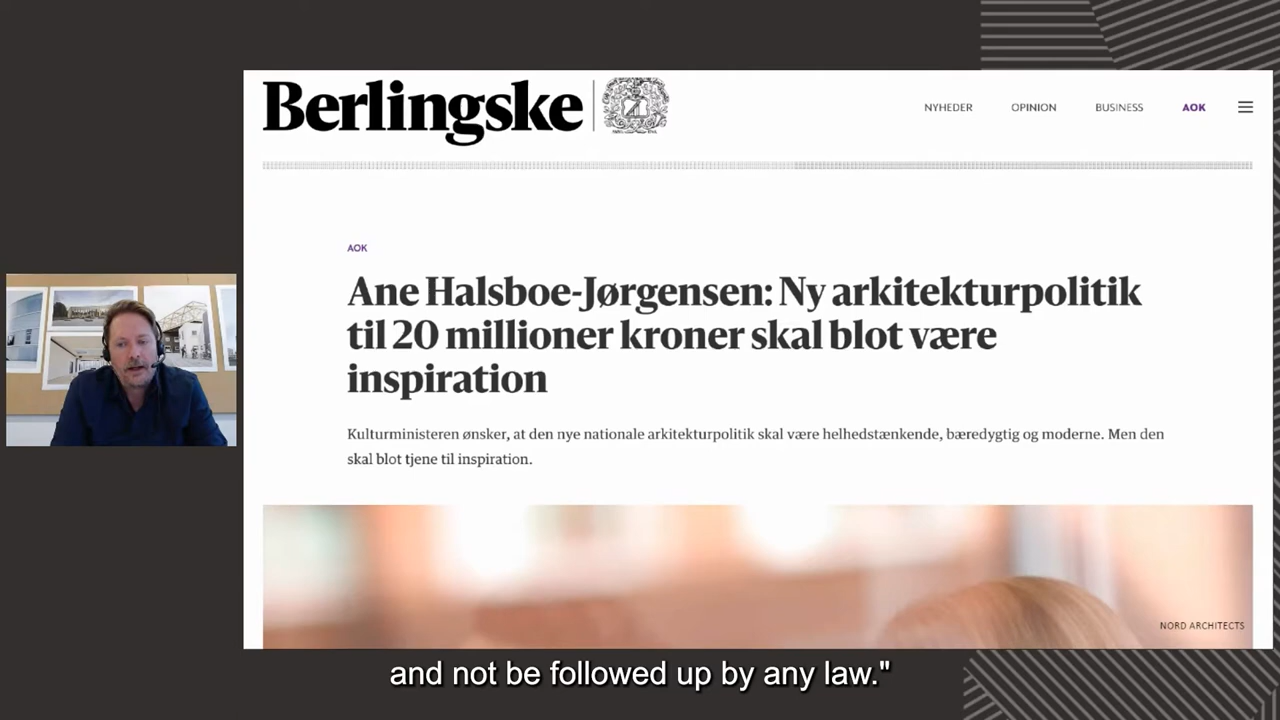 Berlingske
NYHEDER
OPINION
BUSINESS
AOK
AOK
Ane Halsboe-Jørgensen: Ny arkitekturpolitik
til 20 millioner kroner skal blot være
inspiration
Kulturministeren ønsker, at den nye nationale arkitekturpolitik skal være helhedstænkende, bæredygtig og moderne. Men den
skal blot tjene til inspiration.
NORD ARCHITECTS
and not be followed up by any law."